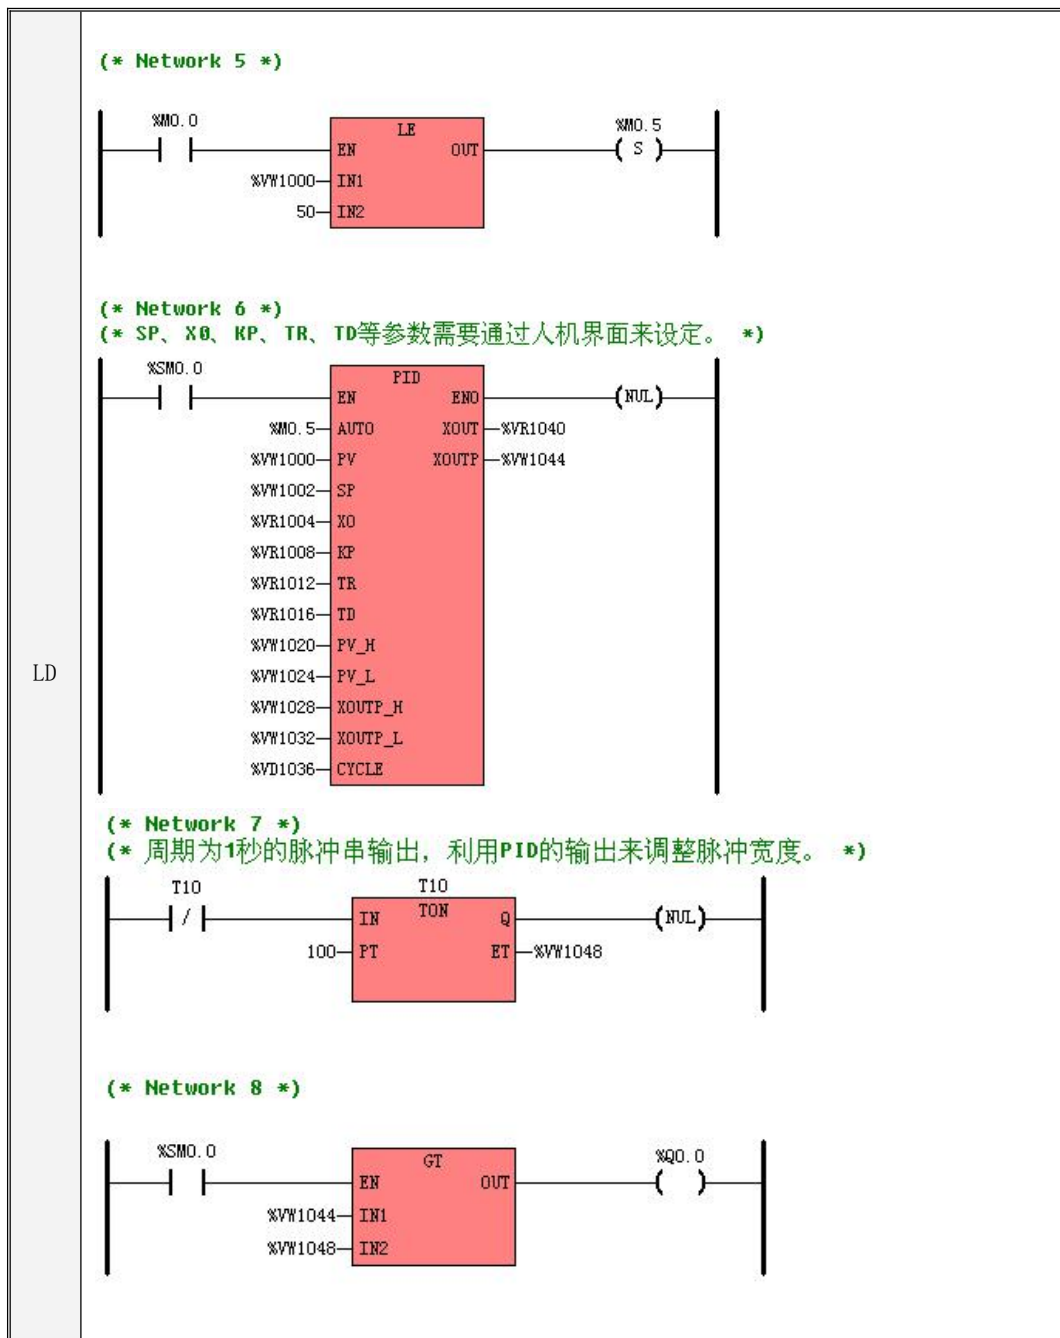 (* Network 5 *)
%M0.0
LE
%M0.5
EN OUT
( S )
%VW1000 IN1
50 IN2
(* Network 6 *)
(* SP、X0、KP、TR、TD等参数需要通过人机界面来设定。 *)
%SM0.0
PID
EN ENO
(NUL)
%M0.5 AUTO XOUT %VR1040
%VW1000 PV XOUTP %VW1044
%VW1002 SP
%VR1004 XO
%VR1008 KP
%VR1012 TR
%VR1016 TD
%VW1020 PV_H
%VW1024 PV_L
LD
%VW1028 XOUTP_H
%VW1032 XOUTP_L
%VD1036 CYCLE
(* Network 7 *)
(* 周期为1秒的脉冲串输出，利用PID的输出来调整脉冲宽度。 *)
T10
T10
/
TON
IN Q
(NUL)
100 PT ET %VW1048
(* Network 8 *)
%SM0.0
GT
%Q0.0
EN OUT
( )
%VW1044 IN1
%VW1048 IN2